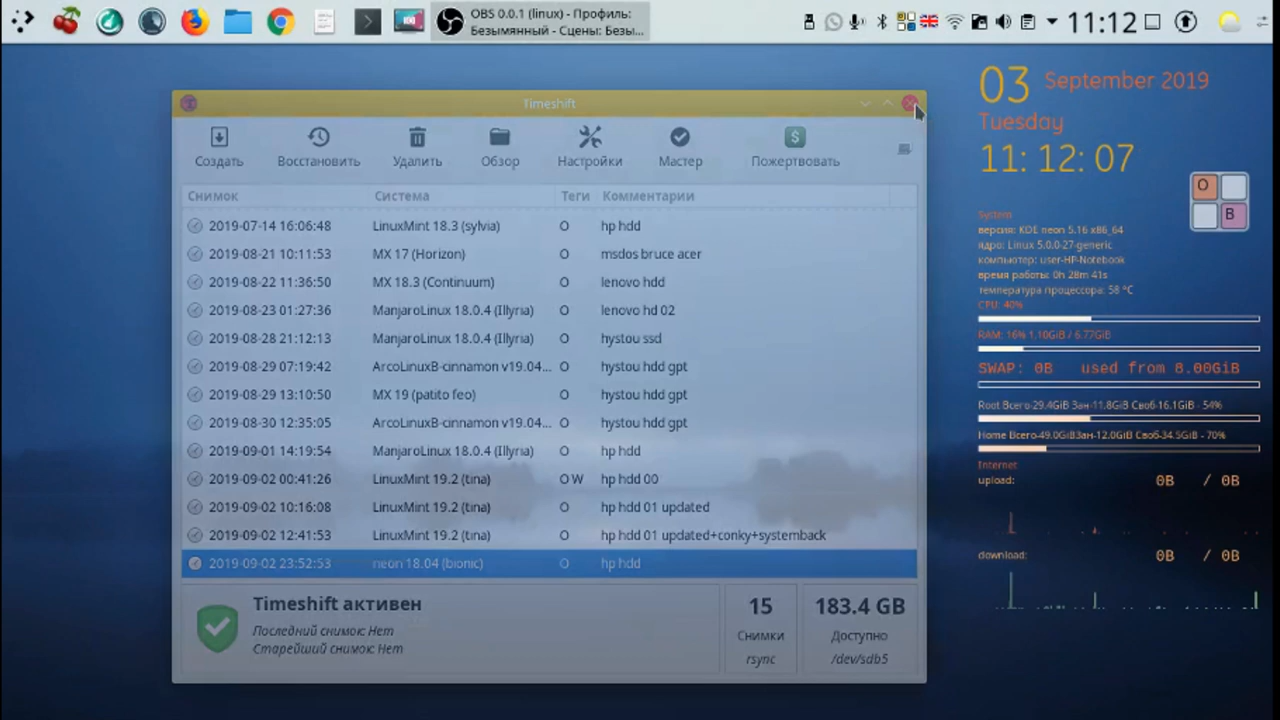 OBS 0.0.1 (linux) - Профиль:
Безымянный - Сцены: Безы...
11:12
03 September 2019
Tuesday
11: 12: 07
Timeshift
Создать Восстановить Удалить Обзор Настройки Мастер Пожертвовать
Снимок Система Теги Комментарии
2019-07-14 16:06:48 LinuxMint 18.3 (sylvia) O hp hdd
2019-08-21 10:11:53 MX 17 (Horizon) O msdos bruce acer
2019-08-22 11:36:50 MX 18.3 (Continuum) O lenovo hdd
2019-08-23 01:27:36 ManjaroLinux 18.0.4 (Illyria) O lenovo hd 02
2019-08-28 21:12:13 ManjaroLinux 18.0.4 (Illyria) O hystou ssd
2019-08-29 07:19:42 ArcoLinuxB-cinnamon v19.04... O hystou hdd gpt
2019-08-29 13:10:50 MX 19 (patito feo) O hystou hdd gpt
2019-08-30 12:35:05 ArcoLinuxB-cinnamon v19.04... O hystou hdd gpt
2019-09-01 14:19:54 ManjaroLinux 18.0.4 (Illyria) O hp hdd
2019-09-02 00:41:26 LinuxMint 19.2 (tina) O W hp hdd 00
2019-09-02 10:16:08 LinuxMint 19.2 (tina) O hp hdd 01 updated
2019-09-02 12:41:53 LinuxMint 19.2 (tina) O hp hdd 01 updated+conky+systemback
2019-09-02 23:52:53 neon 18.04 (bionic) O hp hdd
Timeshift активен
Последний снимок: Нет
Старейший снимок: Нет
15
Снимки
rsync
183.4 GB
Доступно
/dev/sdb5
O
B
System
версия: KDE neon 5.16 x86_64
ядро: Linux 5.0.0-27-generic
компьютер: user-HP-Notebook
время работы: 0h 28m 41s
температура процессора: 58 °C
CPU: 40%
RAM: 16% 1.10GiB / 6.77GiB
SWAP: 0B used from 8.00GiB
Root Всего-29.4GiB Зан-11.8GiB Своб-16.1GiB - 54%
Home Всего-49.0GiBЗан-12.0GiB Своб-34.5GiB - 70%
Internet
upload: 0B / 0B
download: 0B / 0B